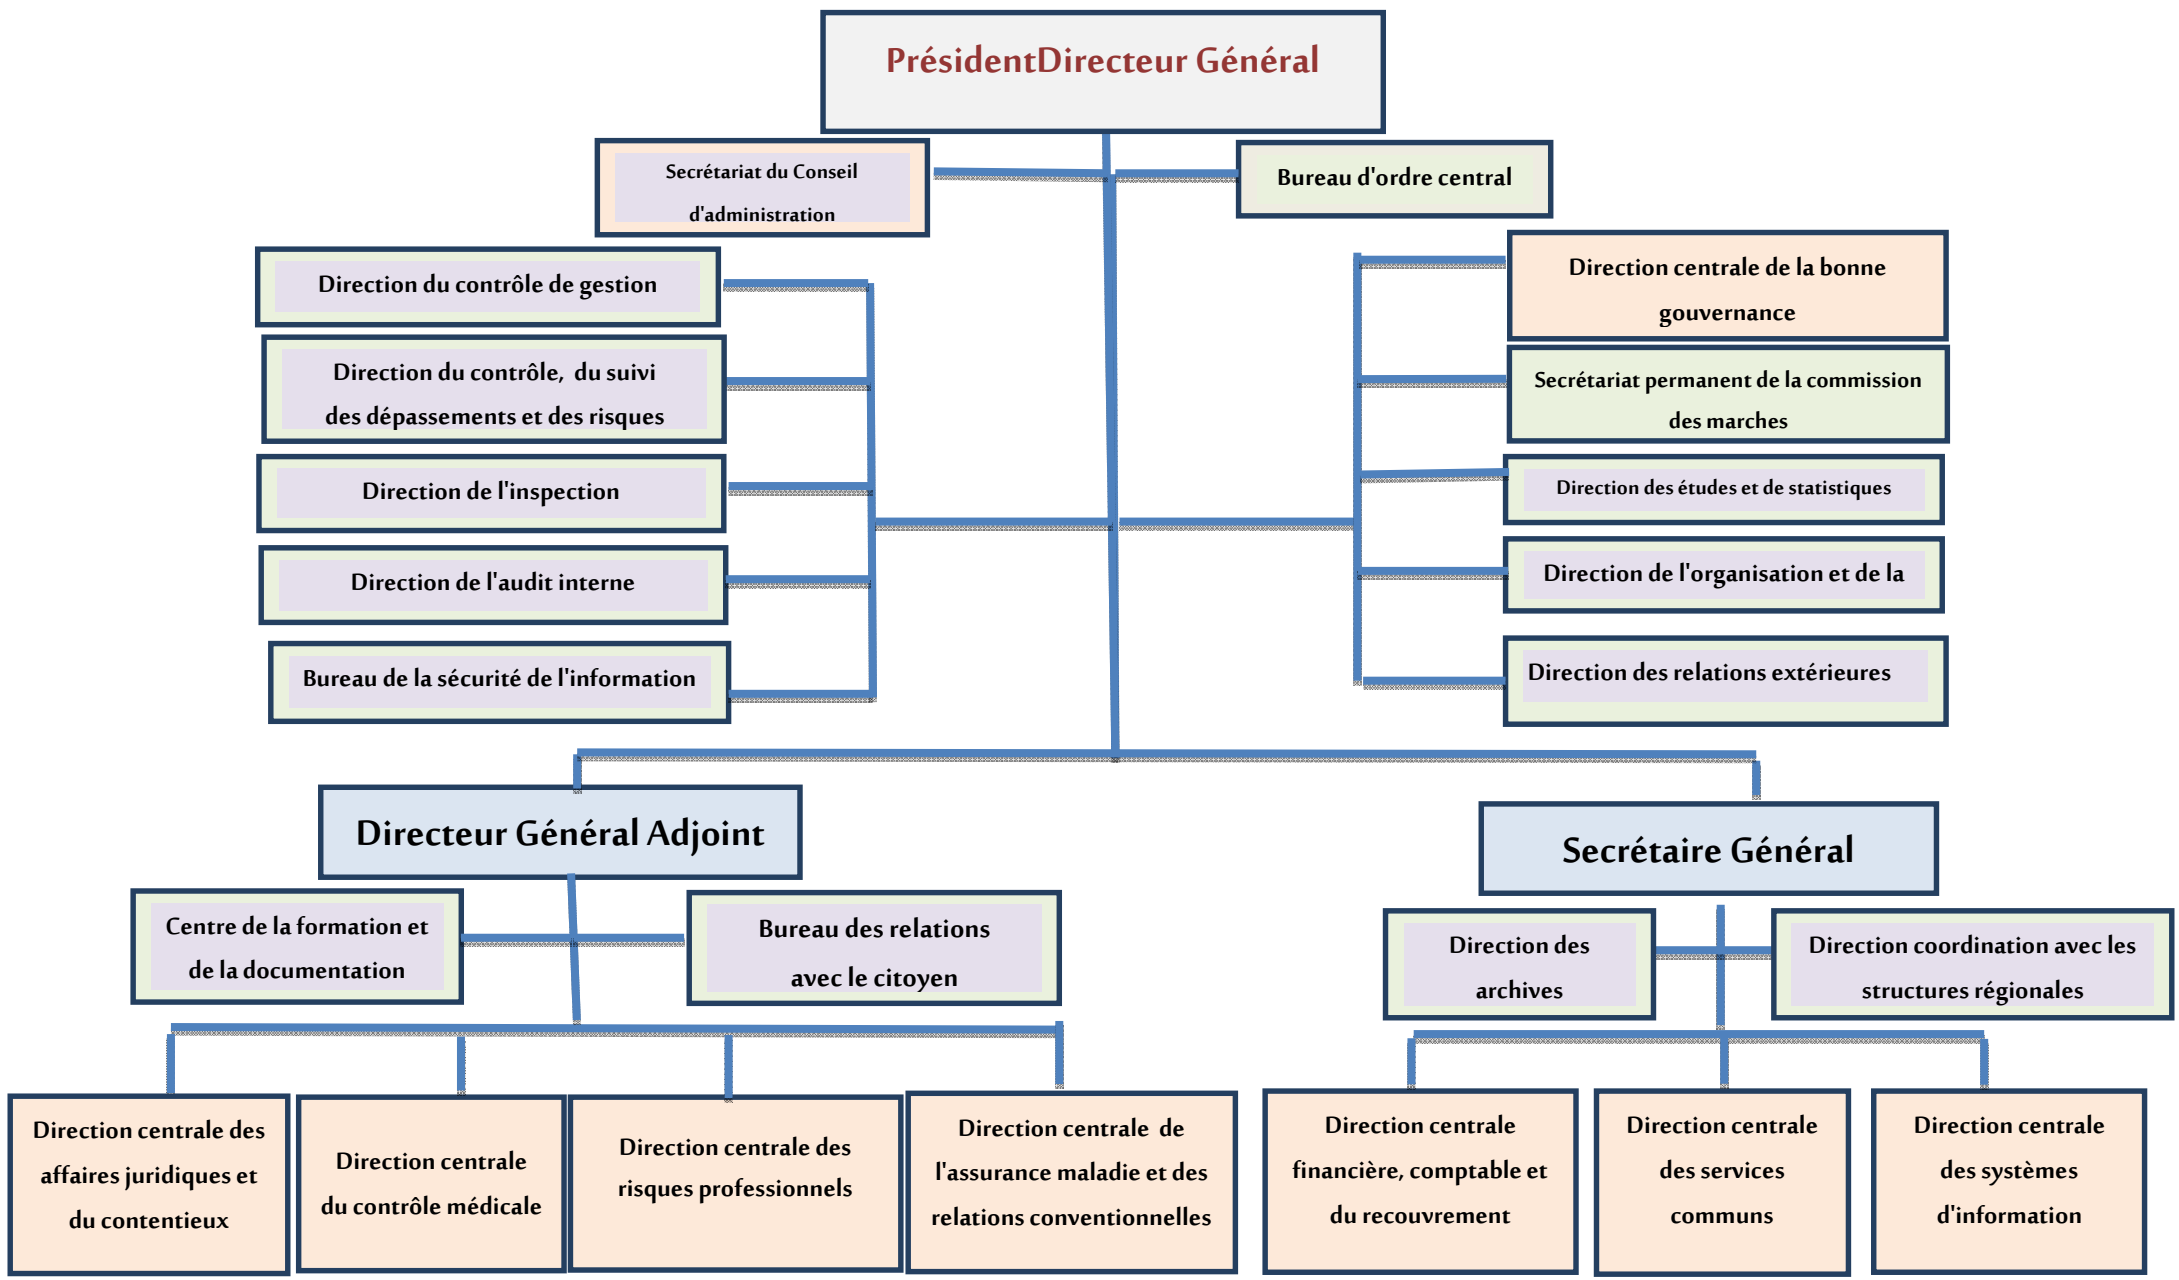 PrésidentDirecteur Général
Secrétariat du Conseil
d'administration
Bureau d'ordre central
Direction du contrôle de gestion
Direction du contrôle, du suivi
des dépassements et des risques
Direction de l'inspection
Direction de l'audit interne
Bureau de la sécurité de l'information
Direction centrale de la bonne
gouvernance
Secrétariat permanent de la commission
des marches
Direction des études et de statistiques
Direction de l'organisation et de la
Direction des relations extérieures
Directeur Général Adjoint
Secrétaire Général
Centre de la formation et
de la documentation
Bureau des relations
avec le citoyen
Direction des
archives
Direction coordination avec les
structures régionales
Direction centrale des
affaires juridiques et
du contentieux
Direction centrale
du contrôle médicale
Direction centrale des
risques professionnels
Direction centrale de
l'assurance maladie et des
relations conventionnelles
Direction centrale
financière, comptable et
du recouvrement
Direction centrale
des services
communs
Direction centrale
des systèmes
d'information